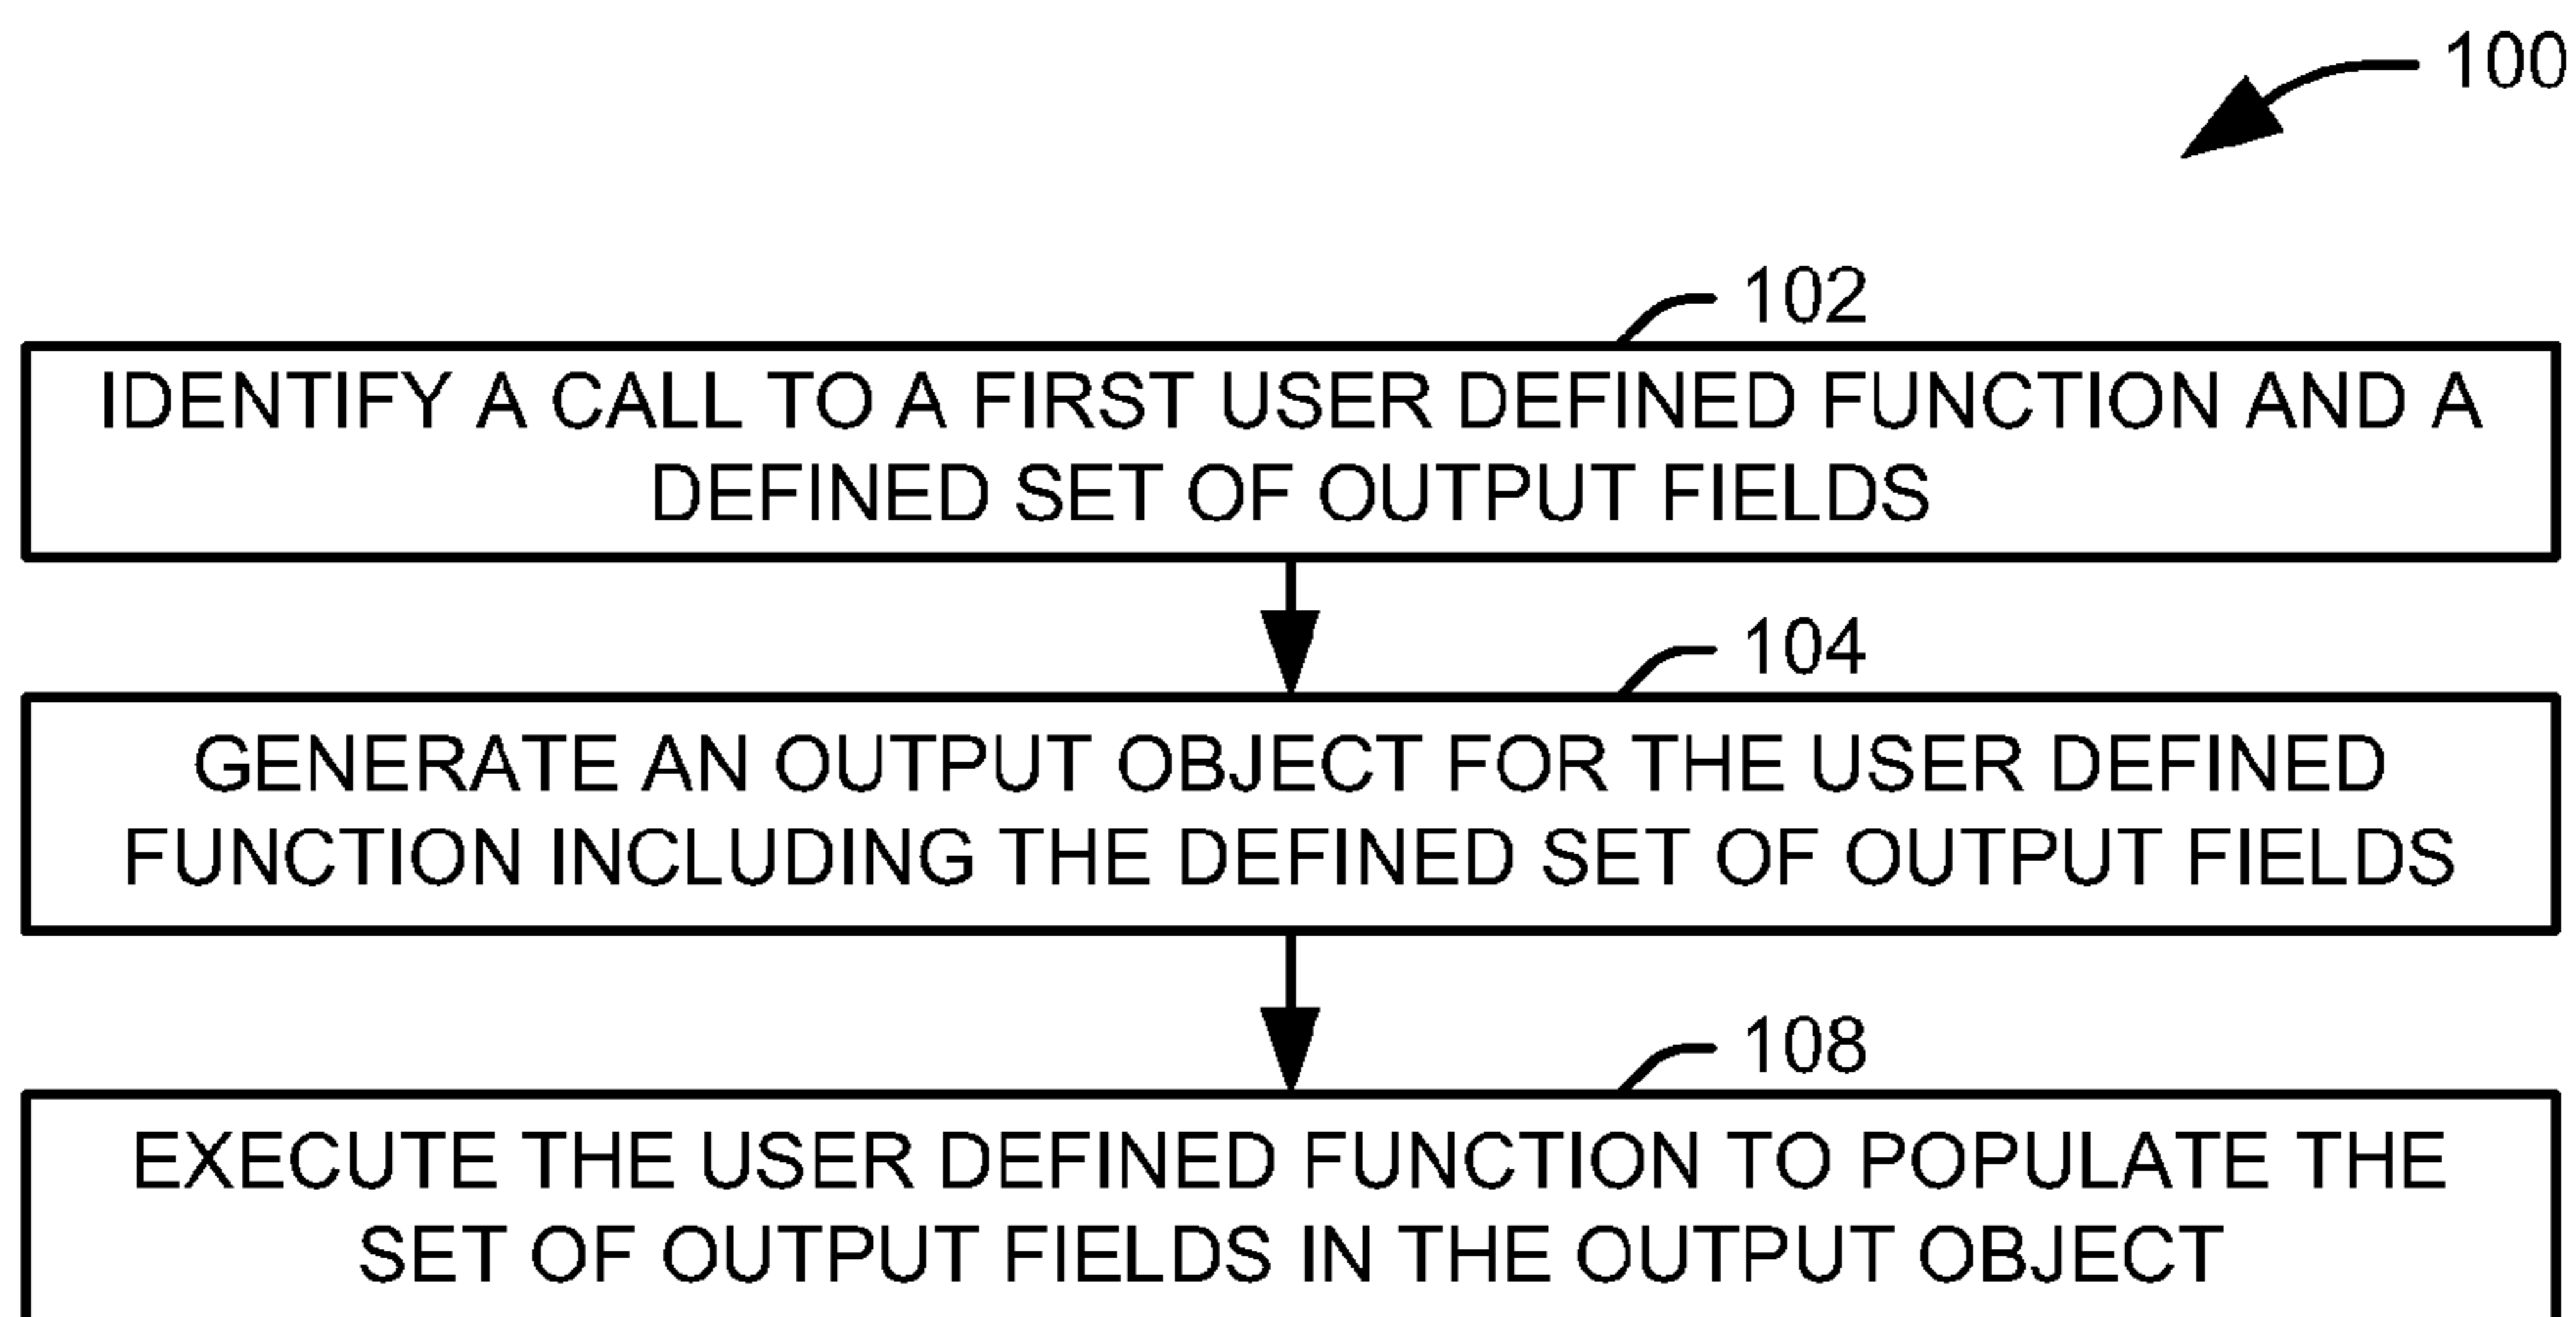 100
102
IDENTIFY A CALL TO A FIRST USER DEFINED FUNCTION AND A
DEFINED SET OF OUTPUT FIELDS
104
GENERATE AN OUTPUT OBJECT FOR THE USER DEFINED
FUNCTION INCLUDING THE DEFINED SET OF OUTPUT FIELDS
108
EXECUTE THE USER DEFINED FUNCTION TO POPULATE THE
SET OF OUTPUT FIELDS IN THE OUTPUT OBJECT